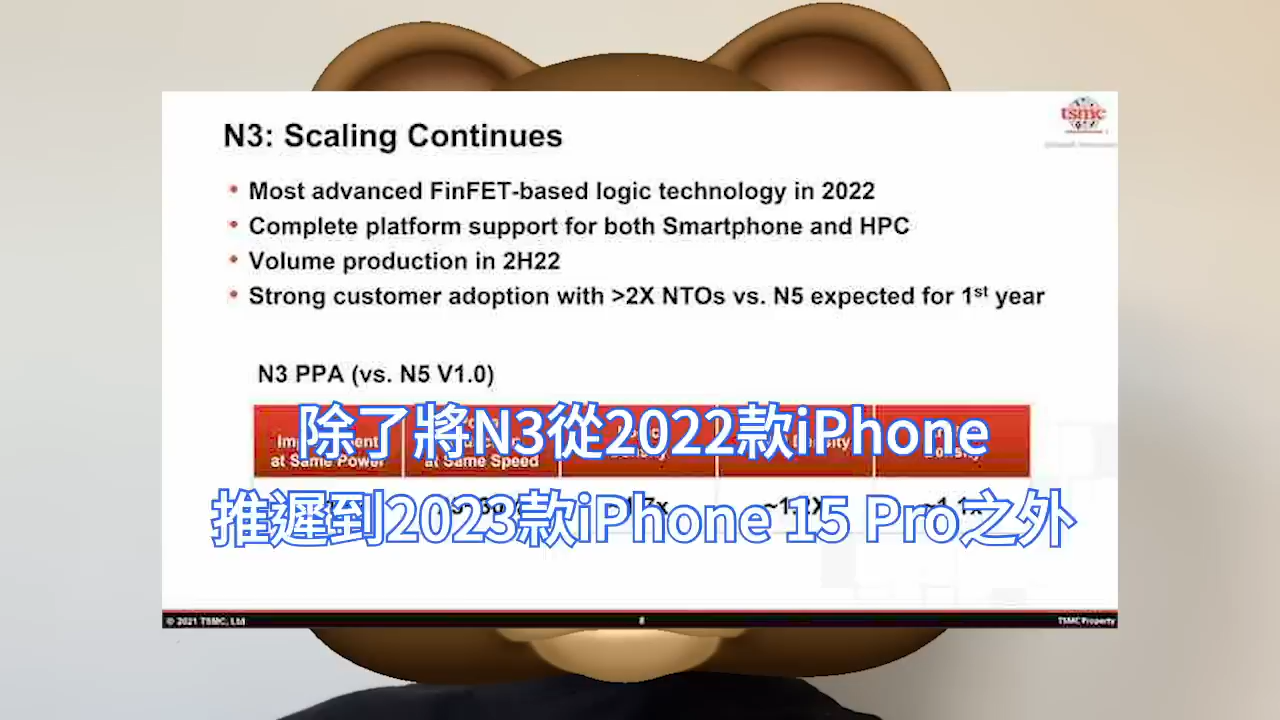 tsmc
N3: Scaling Continues
• Most advanced FinFET-based logic technology in 2022
• Complete platform support for both Smartphone and HPC
• Volume production in 2H22
• Strong customer adoption with >2X NTOs vs. N5 expected for 1st year
N3 PPA (vs. N5 V1.0)
除了將N3從2022款iPhone
at Same Power
at Same Speed
推遲到2023款iPhone 15 Pro之外
© 2021 TSMC, Ltd
8
TSMC Property